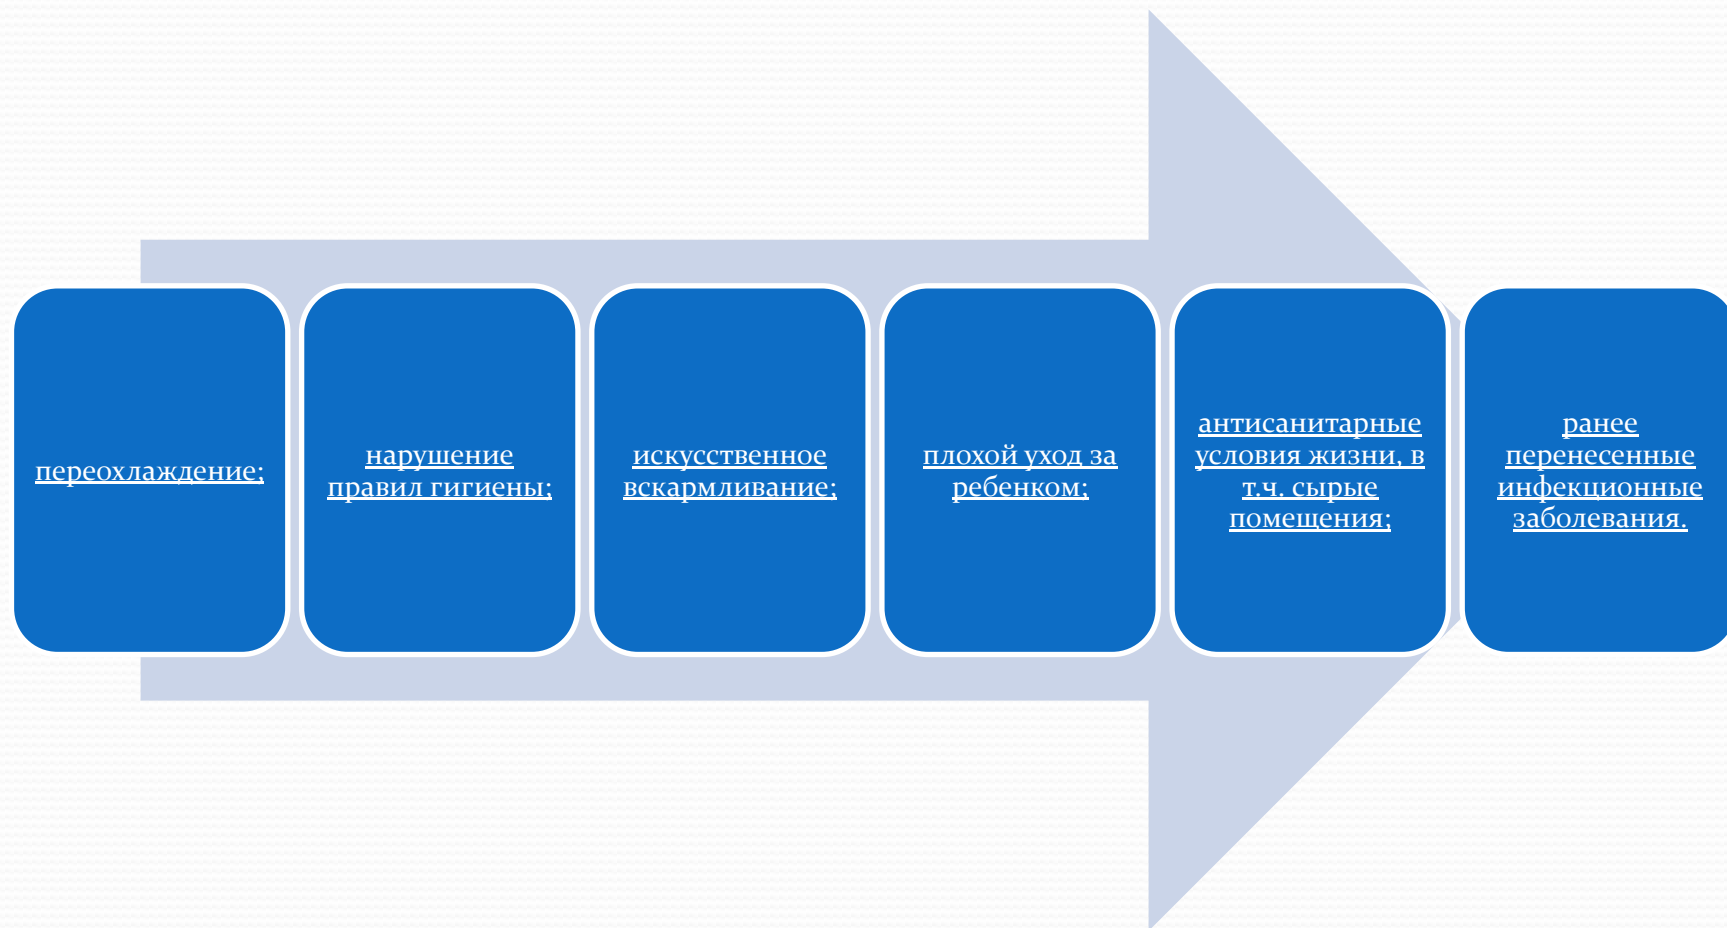 переохлаждение;
нарушение
правил гигиены;
искусственное
вскармливание;
плохой уход за
ребенком;
антисанитарные
условия жизни, в
т.ч. сырые
помещения;
ранее
перенесенные
инфекционные
заболевания.